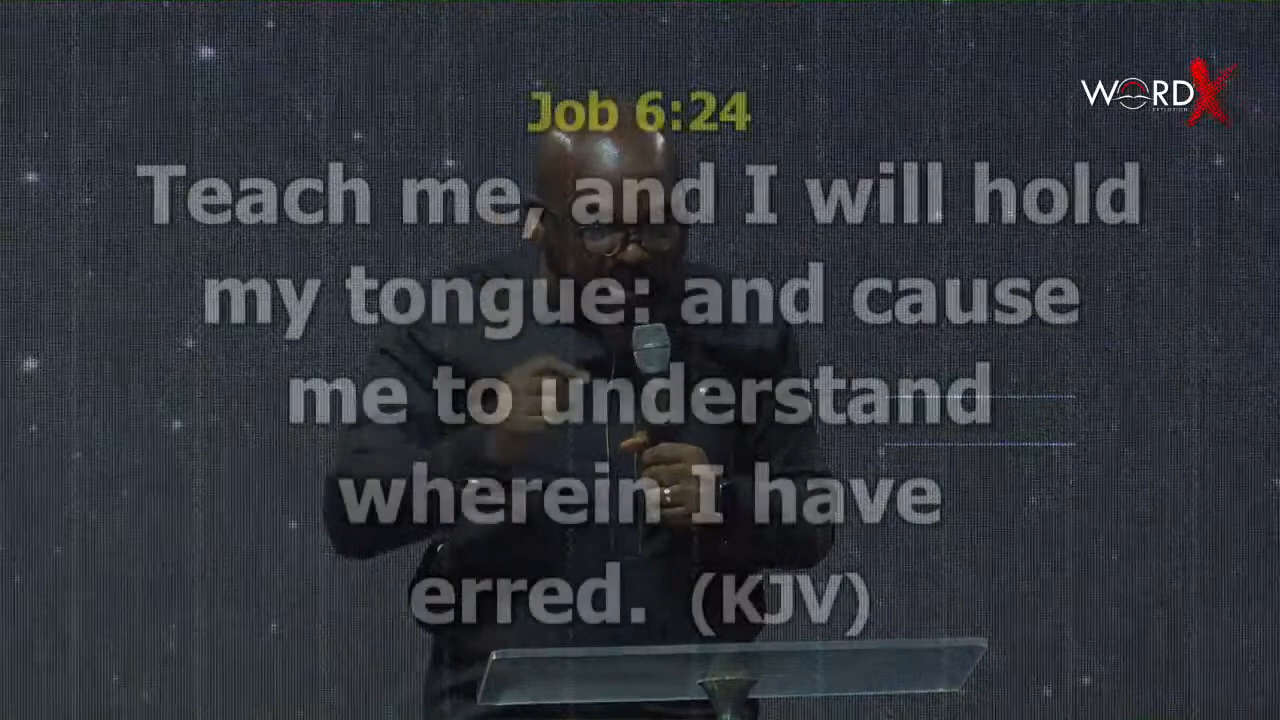 WORDX
EXPLOSION
Job 6:24
Teach me, and I will hold
my tongue: and cause
me to understand
wherein I have
erred. (KJV)